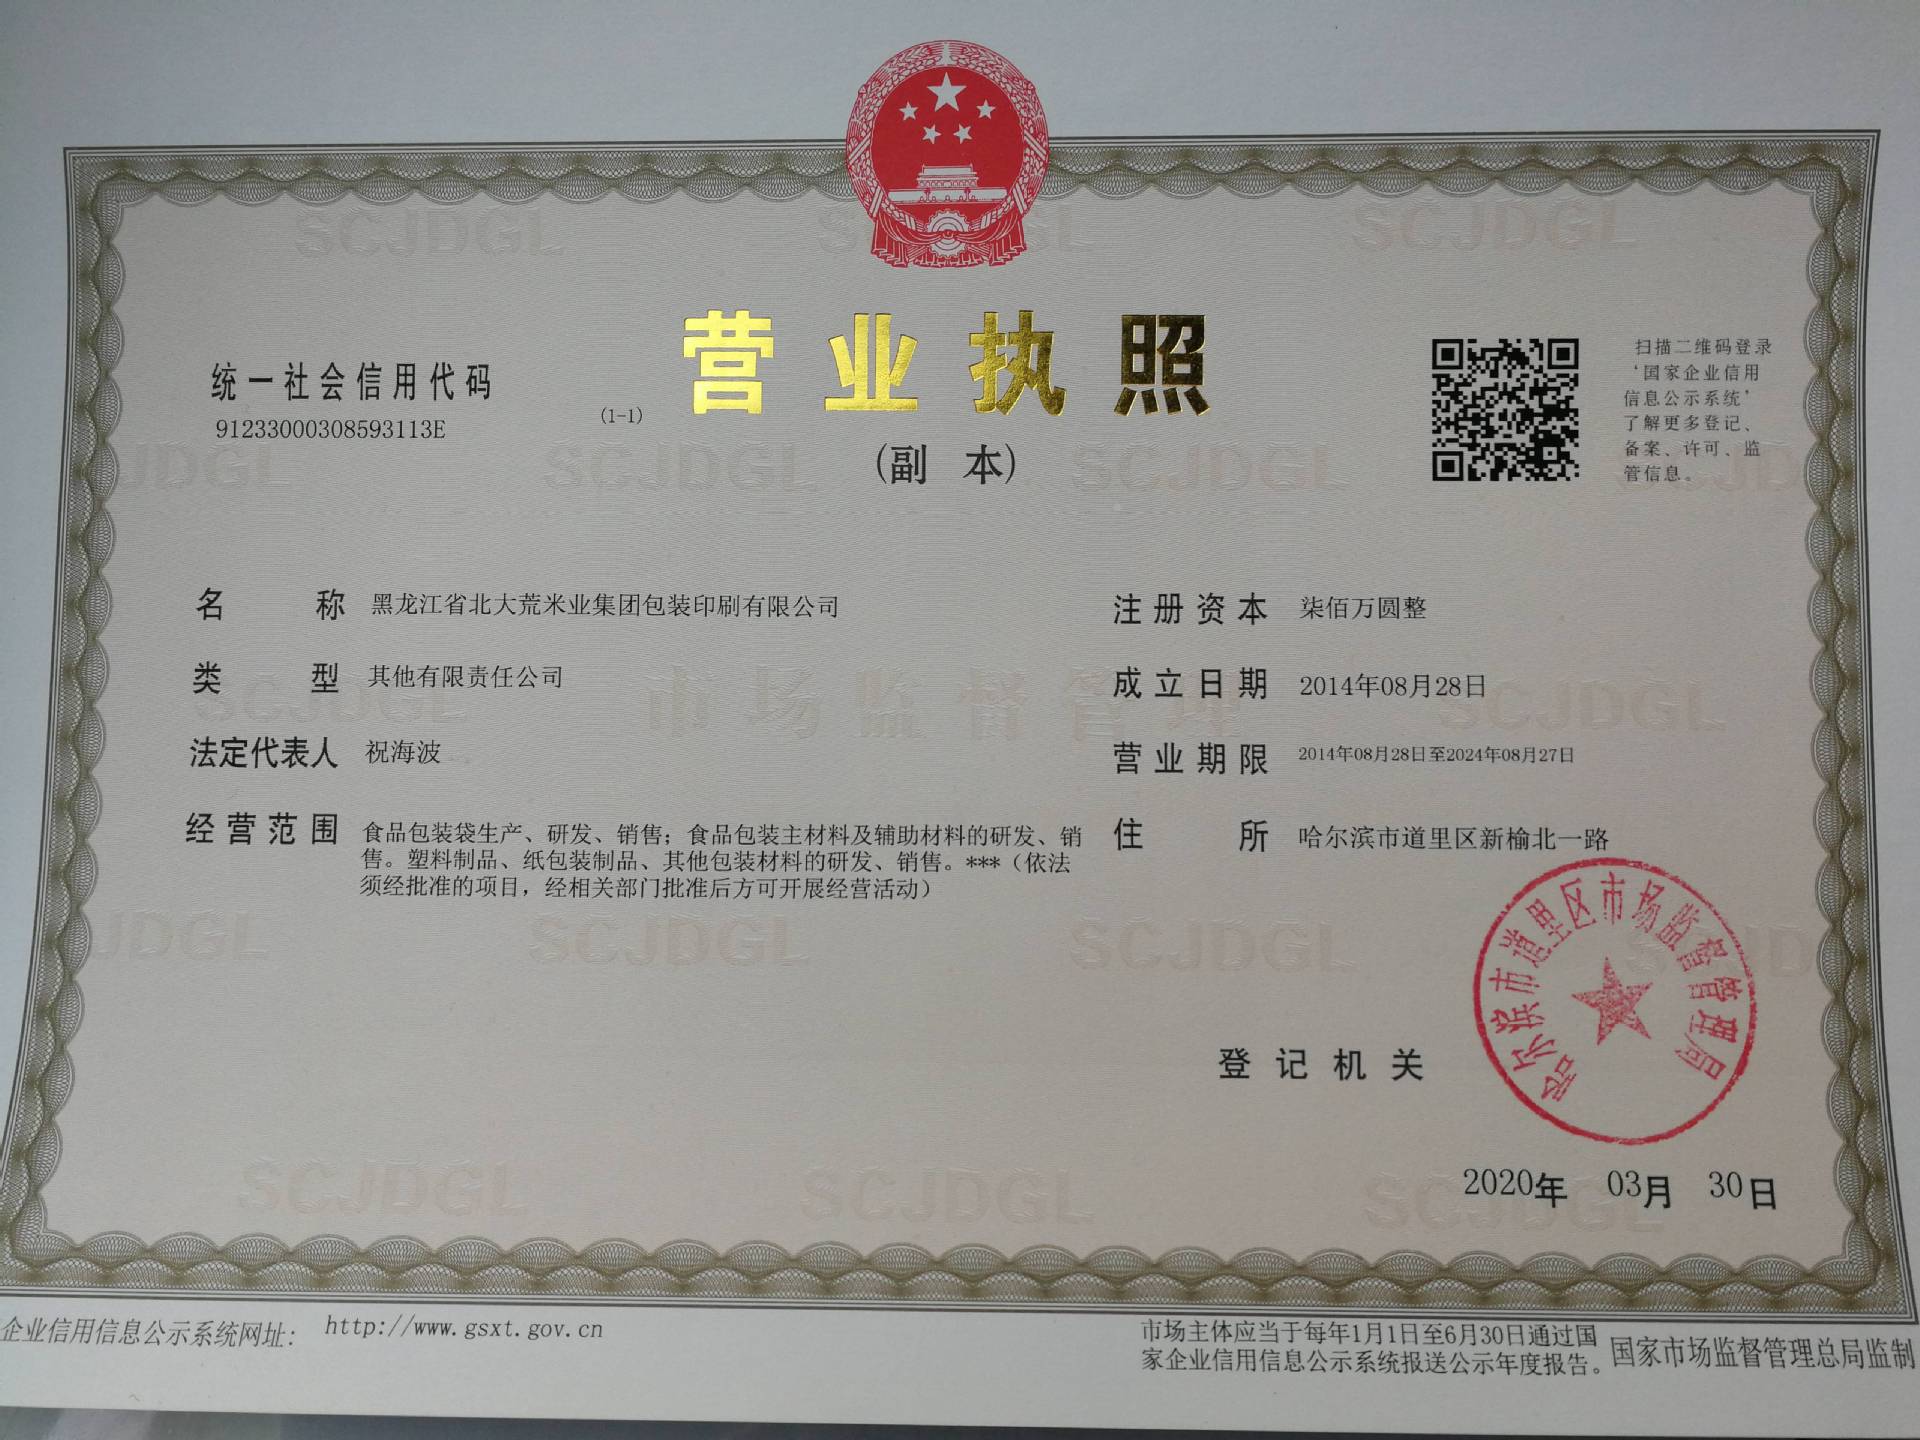 营业执照
(副 本)
统一社会信用代码
91233000308593113E
(1-1)
扫描二维码登录
‘国家企业信用
信息公示系统’
了解更多登记、
备案、许可、监
管信息。
名 称 黑龙江省北大荒米业集团包装印刷有限公司
类 型 其他有限责任公司
法定代表人 祝海波
经营范围 食品包装袋生产、研发、销售；食品包装主材料及辅助材料的研发、销
售。塑料制品、纸包装制品、其他包装材料的研发、销售。***（依法
须经批准的项目，经相关部门批准后方可开展经营活动）
注册资本 柒佰万圆整
成立日期 2014年08月28日
营业期限 2014年08月28日至2024年08月27日
住 所 哈尔滨市道里区新榆北一路
哈尔滨市道里区市场监督管理局
登记机关
2020年 03月 30日
企业信用信息公示系统网址: http://www.gsxt.gov.cn
市场主体应当于每年1月1日至6月30日通过国
家企业信用信息公示系统报送公示年度报告。
国家市场监督管理总局监制
SCJDGL
市场监督管理